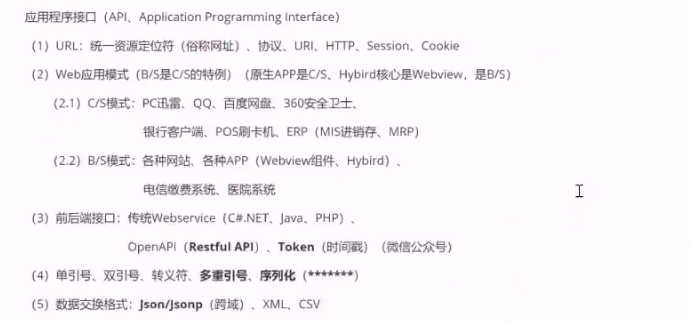 应用程序接口（API、Application Programming Interface）
（1）URL：统一资源定位符（俗称网址）、协议、URI、HTTP、Session、Cookie
（2）Web应用模式（B/S是C/S的特例）（原生APP是C/S、Hybird核心是Webview，是B/S）
（2.1）C/S模式：PC迅雷、QQ、百度网盘、360安全卫士、
银行客户端、POS刷卡机、ERP（MIS进销存、MRP）
（2.2）B/S模式：各种网站、各种APP（Webview组件、Hybird）、
电信缴费系统、医院系统
（3）前后端接口：传统Webservice（C#.NET、Java、PHP）、
OpenAPI（Restful API）、Token（时间戳）（微信公众号）
（4）单引号、双引号、转义符、多重引号、序列化（*******）
（5）数据交换格式：Json/Jsonp（跨域）、XML、CSV